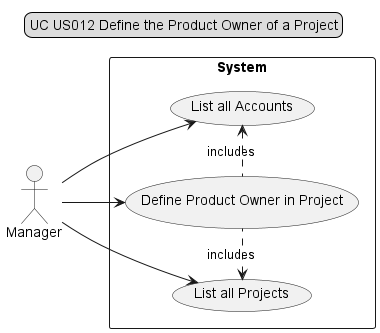 UC US012 Define the Product Owner of a Project
System
List all Accounts
includes
Define Product Owner in Project
Manager
includes
List all Projects